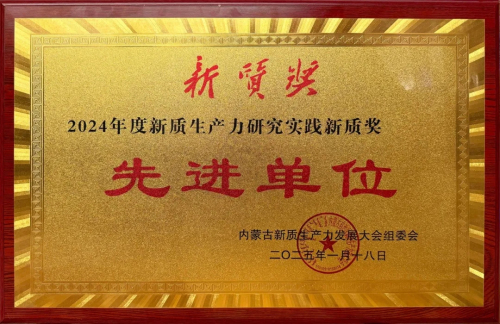 新质奖
2024年度新质生产力研究实践新质奖
先进单位
内蒙古新质生产力发展大会组委会
二〇二五年一月十八日